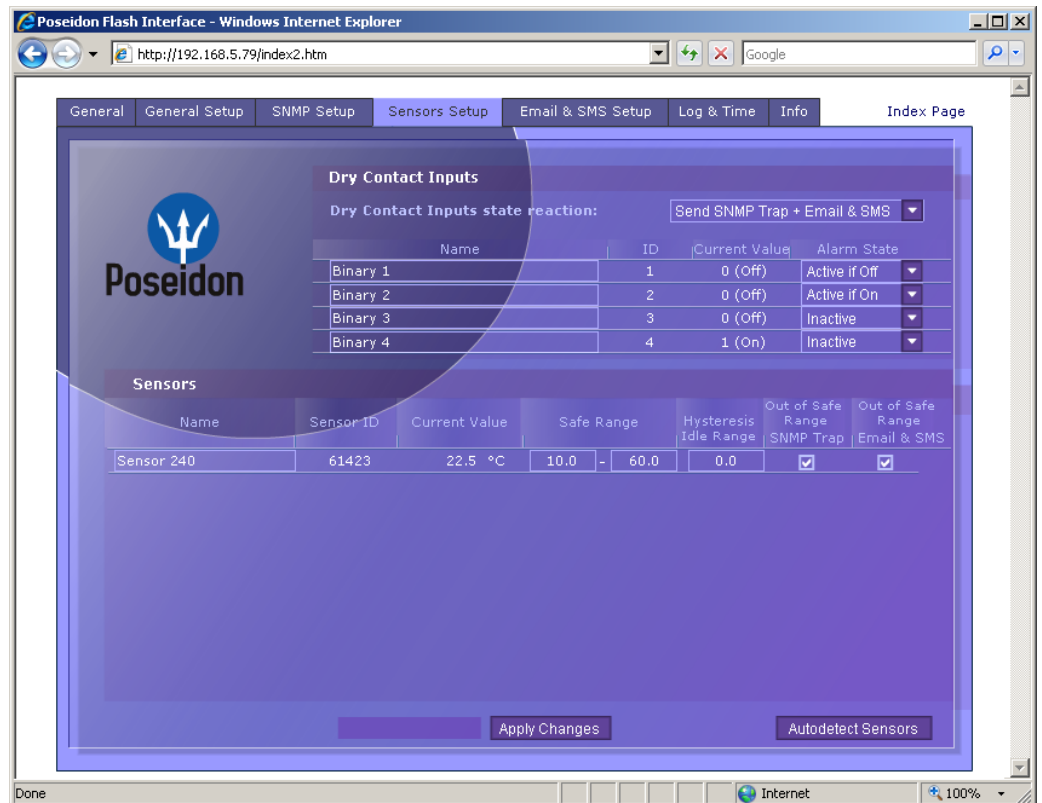 Poseidon Flash Interface - Windows Internet Explorer
http://192.168.5.79/index2.htm Google
General General Setup SNMP Setup Sensors Setup Email & SMS Setup Log & Time Info Index Page
Poseidon
Dry Contact Inputs
Dry Contact Inputs state reaction: Send SNMP Trap + Email & SMS
Name ID Current Value Alarm State
Binary 1 1 0 (Off) Active if Off
Binary 2 2 0 (Off) Active if On
Binary 3 3 0 (Off) Inactive
Binary 4 4 1 (On) Inactive
Sensors
Name Sensor ID Current Value Safe Range Hysteresis Idle Range Out of Safe Range SNMP Trap Out of Safe Range Email & SMS
Sensor 240 61423 22.5 °C 10.0 - 60.0 0.0
Apply Changes Autodetect Sensors
Done Internet 100%